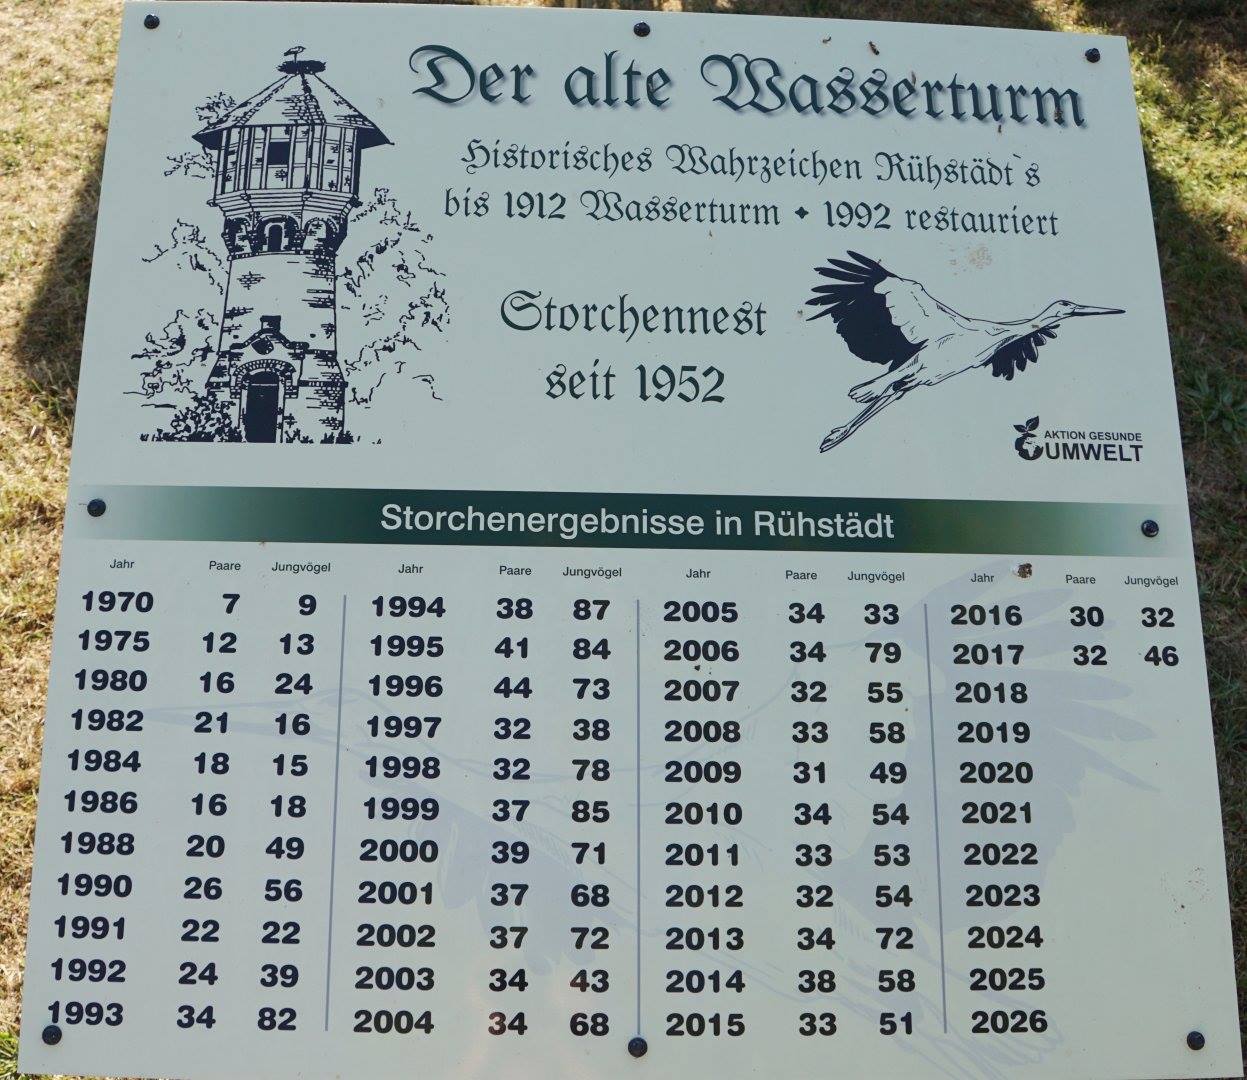 Der alte Wasserturm
Historisches Wahrzeichen Rühstädt`s
bis 1912 Wasserturm ⬥ 1992 restauriert
Storchennest
seit 1952
AKTION GESUNDE
UMWELT
Storchenergebnisse in Rühstädt
Jahr Paare Jungvögel Jahr Paare Jungvögel Jahr Paare Jungvögel Jahr Paare Jungvögel
1970 7 9 1994 38 87 2005 34 33 2016 30 32
1975 12 13 1995 41 84 2006 34 79 2017 32 46
1980 16 24 1996 44 73 2007 32 55 2018
1982 21 16 1997 32 38 2008 33 58 2019
1984 18 15 1998 32 78 2009 31 49 2020
1986 16 18 1999 37 85 2010 34 54 2021
1988 20 49 2000 39 71 2011 33 53 2022
1990 26 56 2001 37 68 2012 32 54 2023
1991 22 22 2002 37 72 2013 34 72 2024
1992 24 39 2003 34 43 2014 38 58 2025
1993 34 82 2004 34 68 2015 33 51 2026